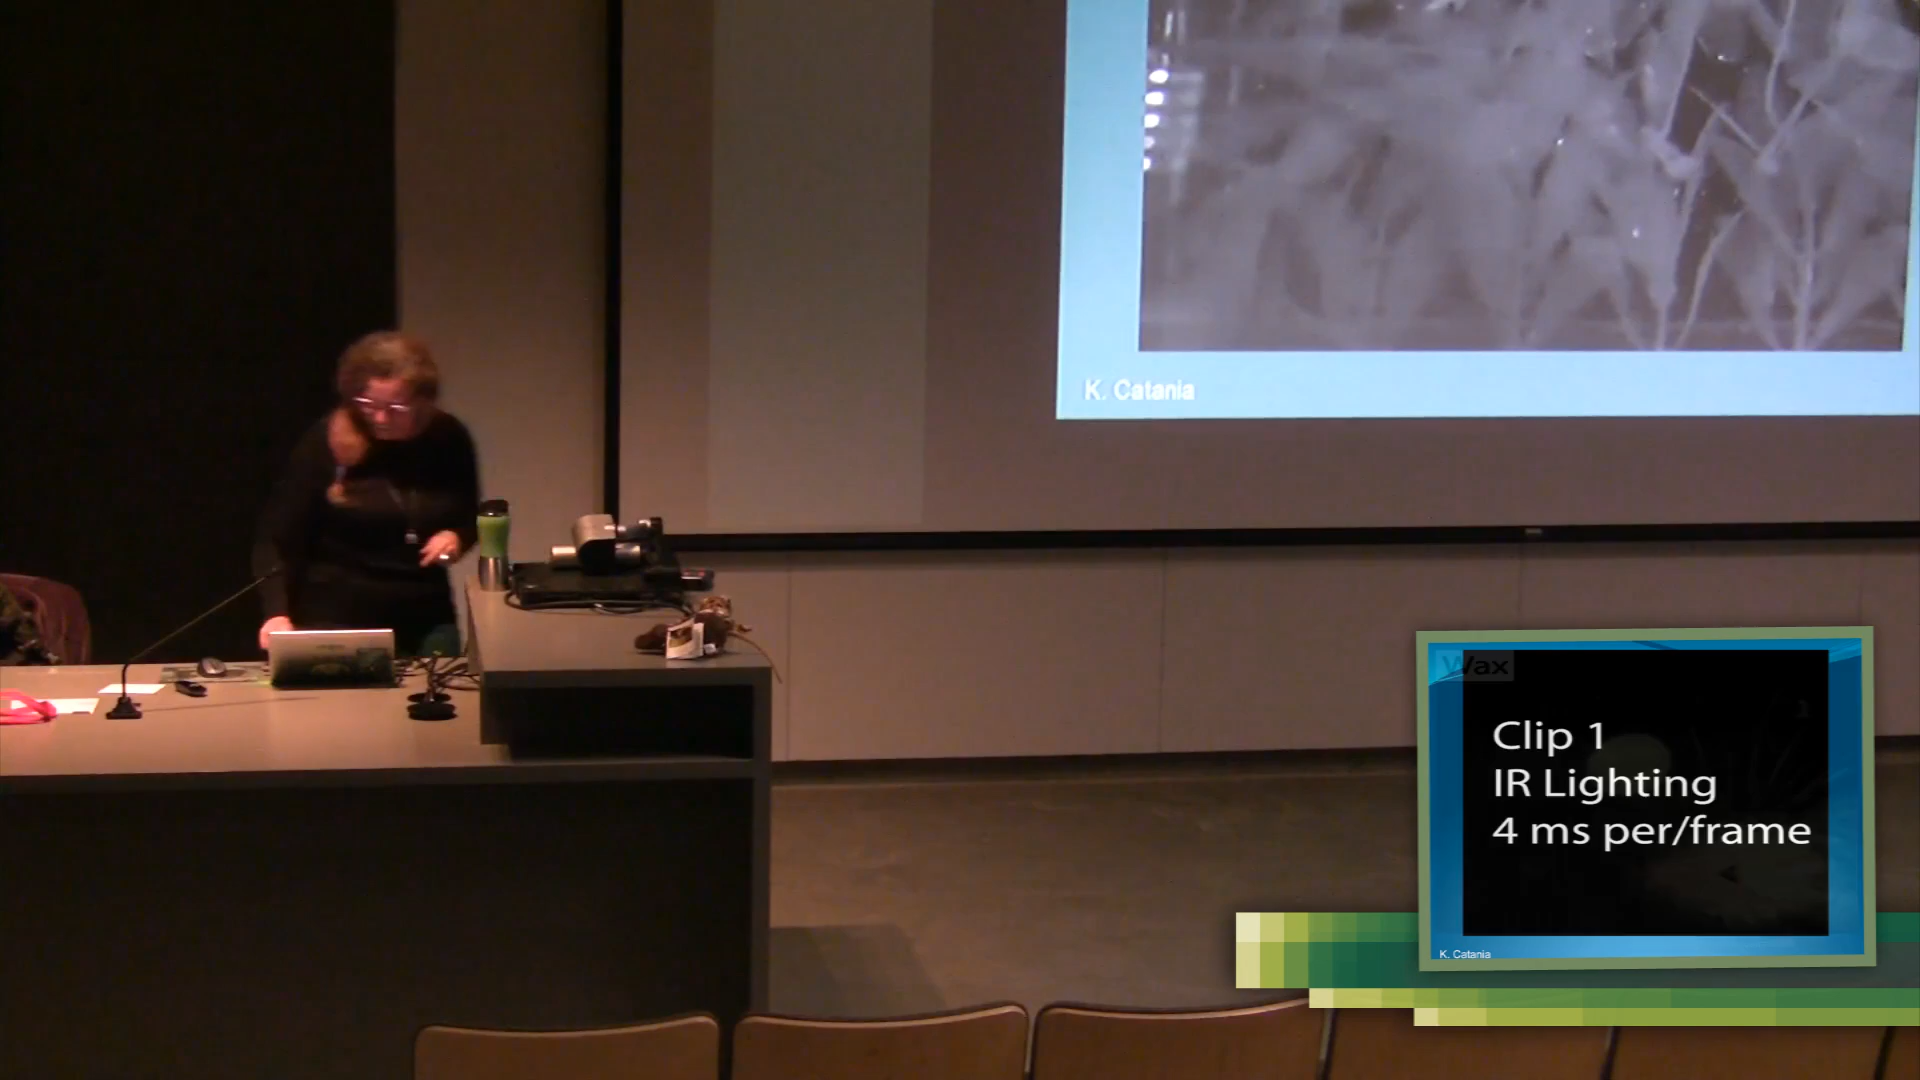 K. Catania
Wax
Clip 1
IR Lighting
4 ms per/frame
K. Catania